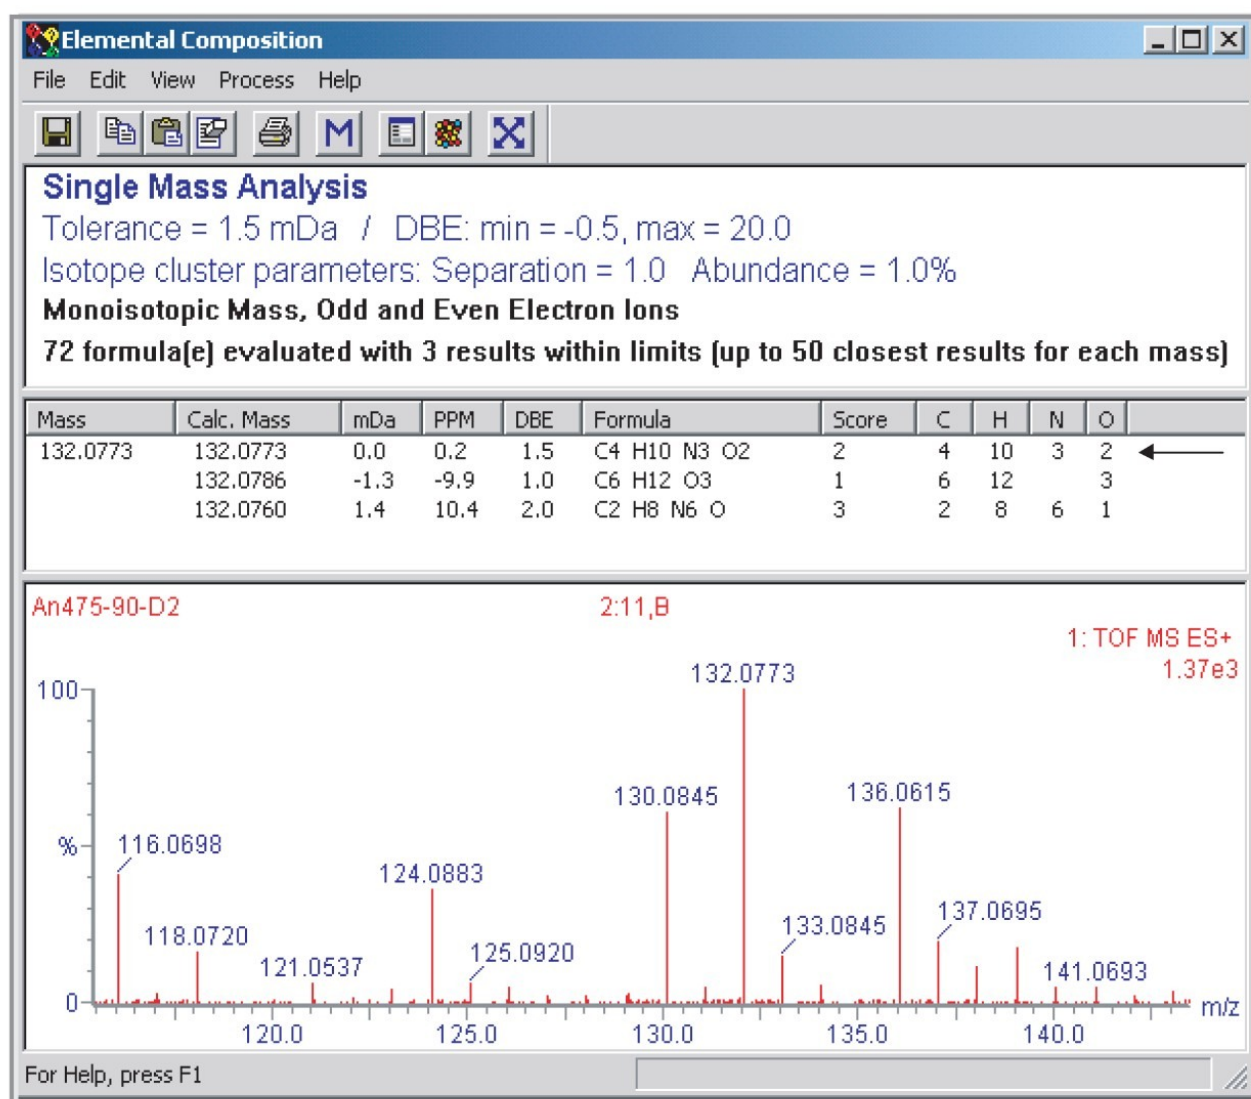 Elemental Composition
File Edit View Process Help
M
Single Mass Analysis
Tolerance = 1.5 mDa / DBE: min = -0.5, max = 20.0
Isotope cluster parameters: Separation = 1.0 Abundance = 1.0%
Monoisotopic Mass, Odd and Even Electron Ions
72 formula(e) evaluated with 3 results within limits (up to 50 closest results for each mass)
Mass Calc. Mass mDa PPM DBE Formula Score C H N O
132.0773 132.0773 0.0 0.2 1.5 C4 H10 N3 O2 2 4 10 3 2
132.0786 -1.3 -9.9 1.0 C6 H12 O3 1 6 12 - 3
132.0760 1.4 10.4 2.0 C2 H8 N6 O 3 2 8 6 1
An475-90-D2 2:11,B
1: TOF MS ES+
1.37e3
100
132.0773
130.0845
136.0615
%
116.0698
124.0883
118.0720
133.0845
137.0695
121.0537
125.0920
141.0693
0
m/z
120.0 125.0 130.0 135.0 140.0
For Help, press F1